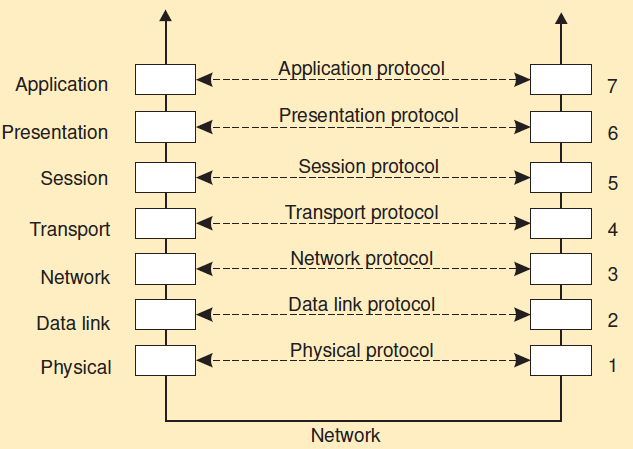 Application Application protocol 7
Presentation Presentation protocol 6
Session Session protocol 5
Transport Transport protocol 4
Network Network protocol 3
Data link Data link protocol 2
Physical Physical protocol 1
Network